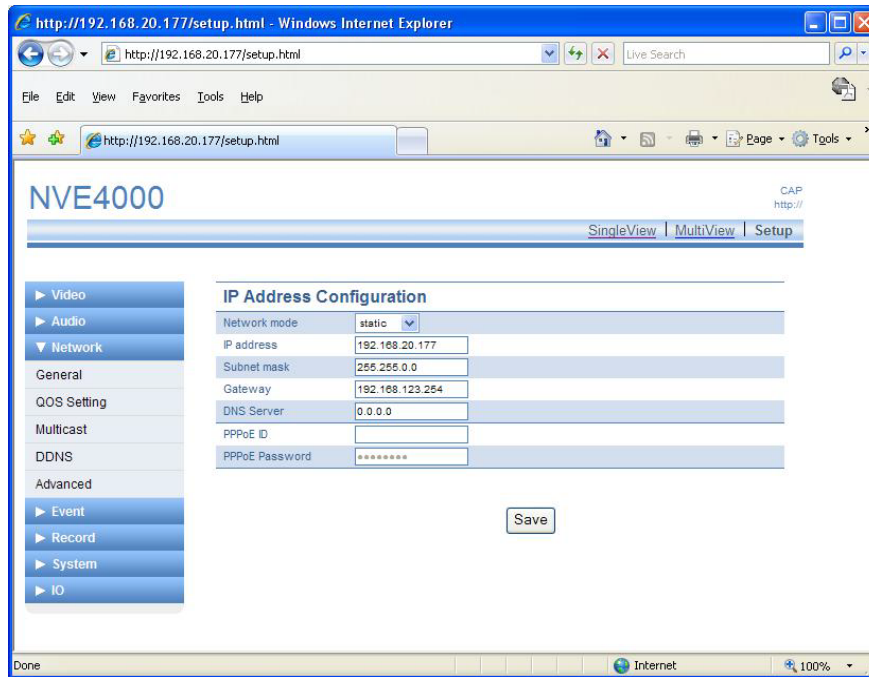 http://192.168.20.177/setup.html - Windows Internet Explorer
http://192.168.20.177/setup.html
Live Search
File Edit View Favorites Tools Help
http://192.168.20.177/setup.html
Page Tools
NVE4000
CAP
http://
SingleView | MultiView | Setup
Video
Audio
Network
General
QOS Setting
Multicast
DDNS
Advanced
Event
Record
System
IO
IP Address Configuration
Network mode static
IP address 192.168.20.177
Subnet mask 255.255.0.0
Gateway 192.168.123.254
DNS Server 0.0.0.0
PPPoE ID
PPPoE Password ••••••••
Save
Done
Internet
100%